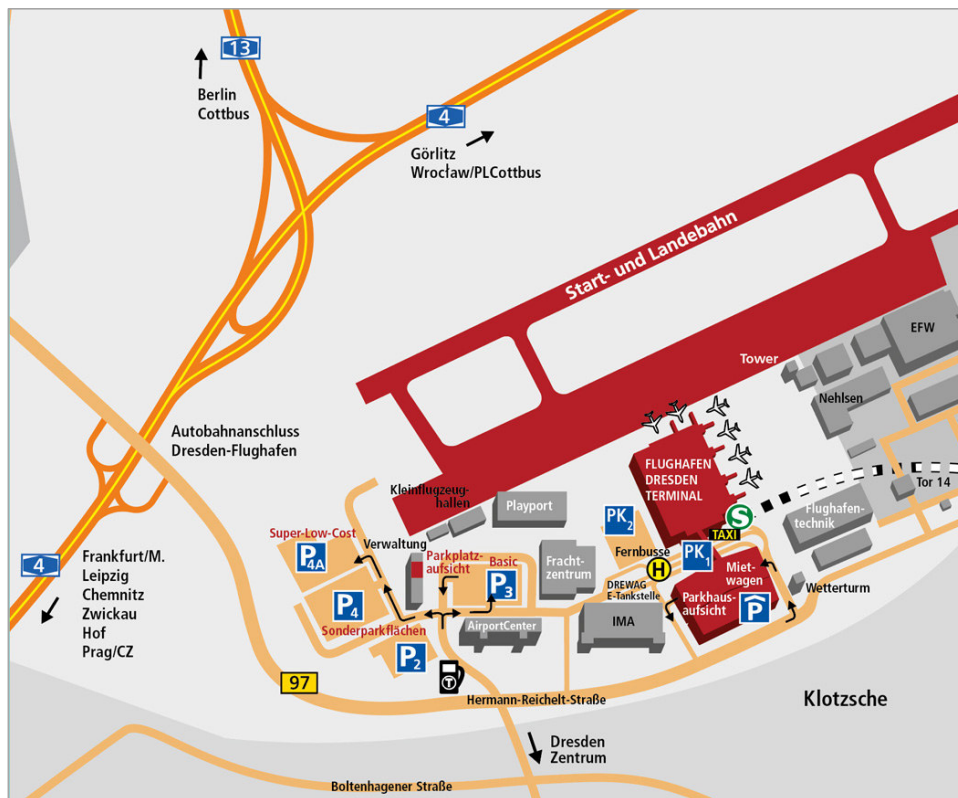 13
Berlin
Cottbus
4
Görlitz
Wrocław/PLCottbus
Start- und Landebahn
EFW
Tower
Nehlsen
Autobahnanschluss
Dresden-Flughafen
FLUGHAFEN
DRESDEN
TERMINAL
Kleinflugzeug-
hallen
Playport
Tor 14
Flughafen-
technik
S
TAXI
PK2
PK1
Super-Low-Cost
P4A
Verwaltung
Parkplatz-
aufsicht
Basic
P3
Fracht-
zentrum
Fernbusse
H
DREWAG
E-Tankstelle
Miet-
wagen
Parkhaus-
aufsicht
P
Wetterturm
4
Frankfurt/M.
Leipzig
Chemnitz
Zwickau
Hof
Prag/CZ
P4
Sonderparkflächen
AirportCenter
IMA
P2
T
97
Hermann-Reichelt-Straße
Klotzsche
Dresden
Zentrum
Boltenhagener Straße